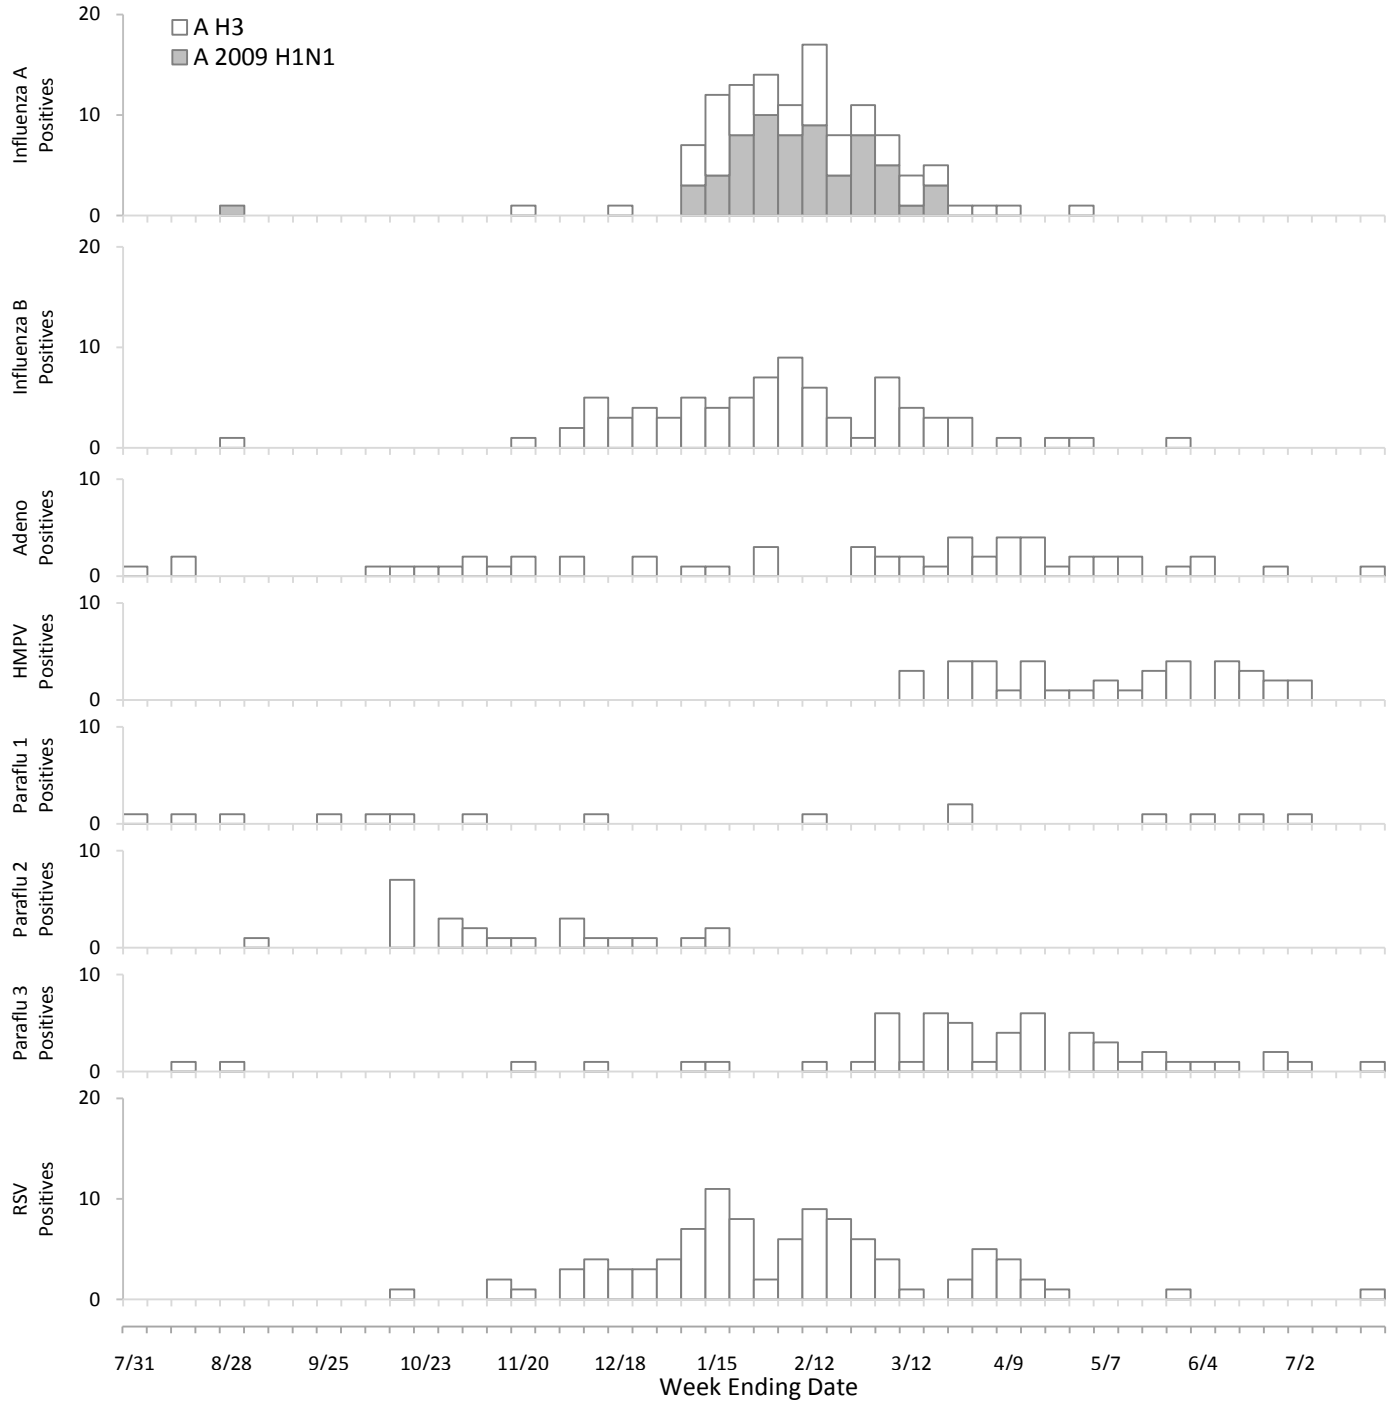 A H3
A 2009 H1N1
Influenza A
Positives
20
10
0
Influenza B
Positives
20
10
0
Adeno
Positives
10
0
HMPV
Positives
10
0
Paraflu 1
Positives
10
0
Paraflu 2
Positives
10
0
Paraflu 3
Positives
10
0
RSV
Positives
20
10
0
7/31 8/28 9/25 10/23 11/20 12/18 1/15 2/12 3/12 4/9 5/7 6/4 7/2
Week Ending Date